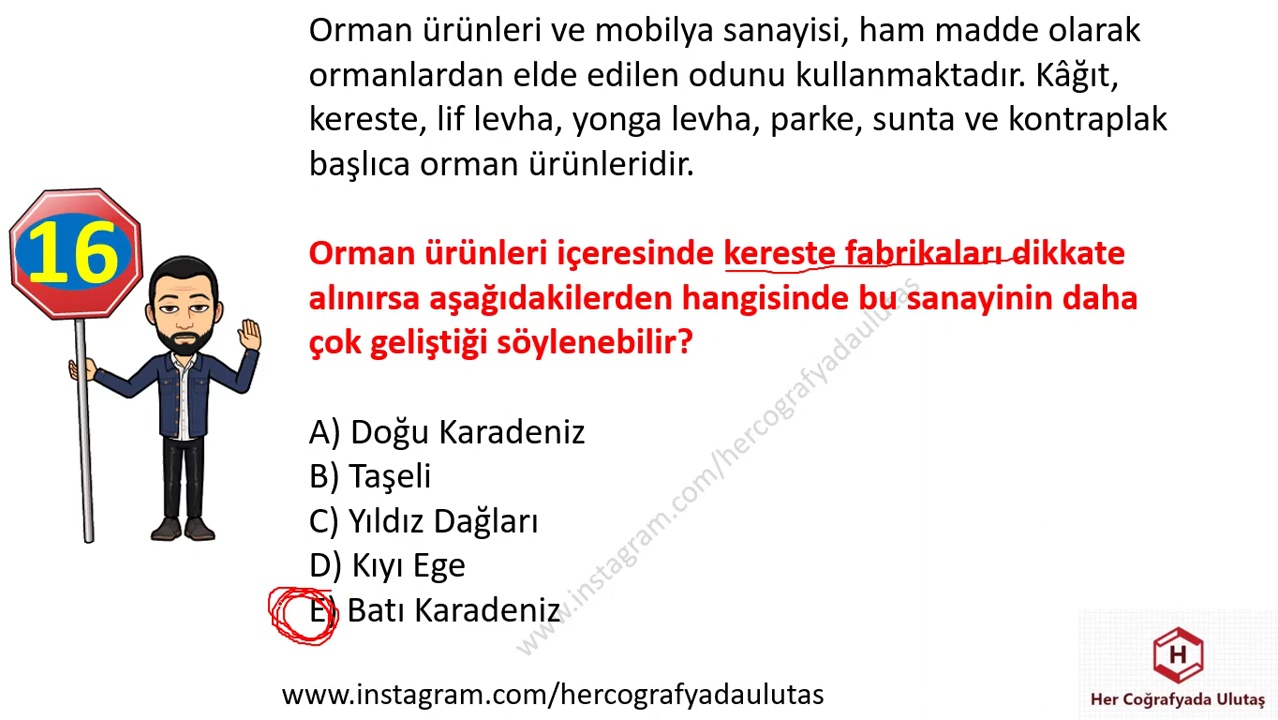 Orman ürünleri ve mobilya sanayisi, ham madde olarak
ormanlardan elde edilen odunu kullanmaktadır. Kâğıt,
kereste, lif levha, yonga levha, parke, sunta ve kontraplak
başlıca orman ürünleridir.
16
Orman ürünleri içeresinde kereste fabrikaları dikkate
alınırsa aşağıdakilerden hangisinde bu sanayinin daha
çok geliştiği söylenebilir?
A) Doğu Karadeniz
B) Taşeli
C) Yıldız Dağları
D) Kıyı Ege
E) Batı Karadeniz
www.instagram.com/hercografyadaulutas
www.instagram.com/hercografyadaulutas
H
Her Coğrafyada Ulutaş